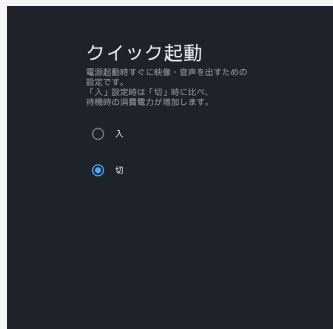 クイック起動
電源起動時すぐに映像・音声を出すための
設定です。
「入」設定時は「切」時に比べ、
待機時の消費電力が増加します。
入
切